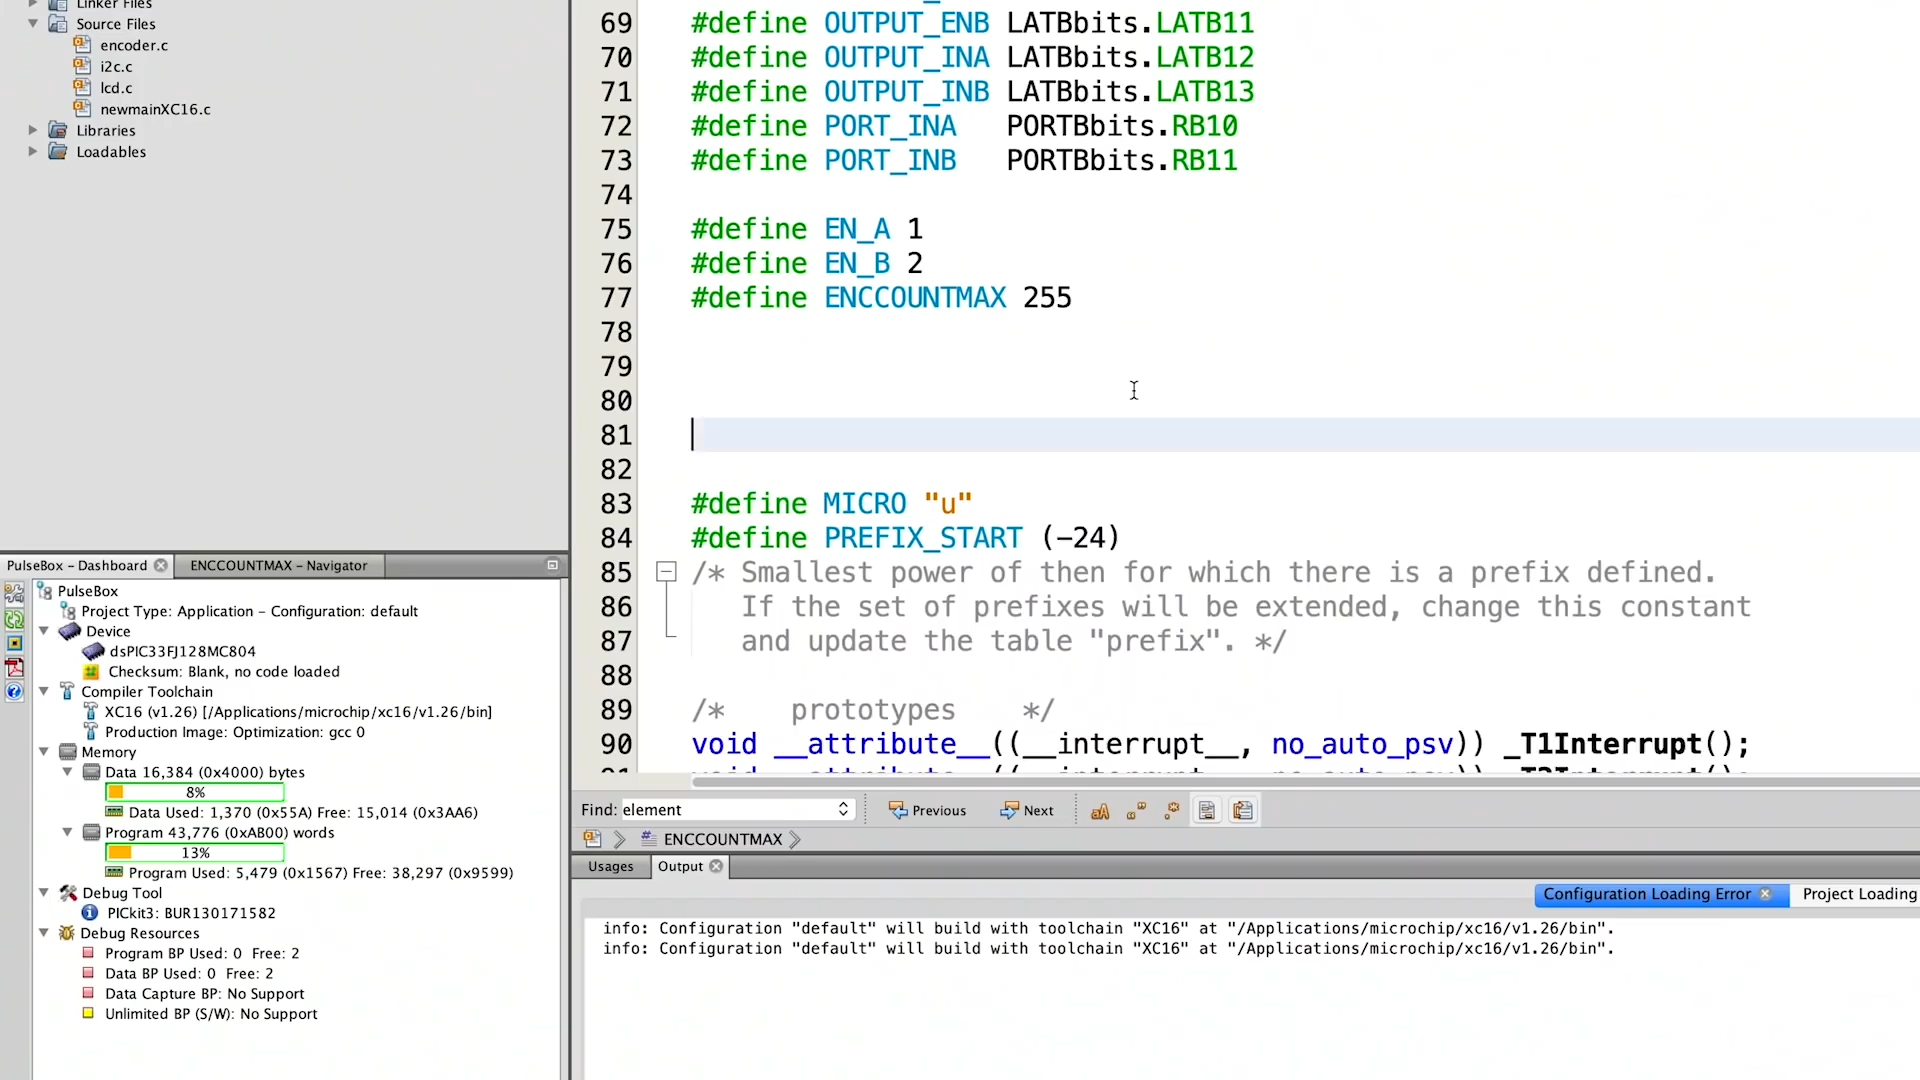 Linker Files
Source Files
encoder.c
i2c.c
lcd.c
newmainXC16.c
Libraries
Loadables
PulseBox – Dashboard
ENCCOUNTMAX – Navigator
PulseBox
Project Type: Application – Configuration: default
Device
dsPIC33FJ128MC804
Checksum: Blank, no code loaded
Compiler Toolchain
XC16 (v1.26) [/Applications/microchip/xc16/v1.26/bin]
Production Image: Optimization: gcc 0
Memory
Data 16,384 (0x4000) bytes
8%
Data Used: 1,370 (0x55A) Free: 15,014 (0x3AA6)
Program 43,776 (0xAB00) words
13%
Program Used: 5,479 (0x1567) Free: 38,297 (0x9599)
Debug Tool
PICkit3: BUR130171582
Debug Resources
Program BP Used: 0 Free: 2
Data BP Used: 0 Free: 2
Data Capture BP: No Support
Unlimited BP (S/W): No Support
69 #define OUTPUT_ENB LATBbits.LATB11
70 #define OUTPUT_INA LATBbits.LATB12
71 #define OUTPUT_INB LATBbits.LATB13
72 #define PORT_INA PORTBbits.RB10
73 #define PORT_INB PORTBbits.RB11
74
75 #define EN_A 1
76 #define EN_B 2
77 #define ENCCOUNTMAX 255
78
79
80
81
82
83 #define MICRO "u"
84 #define PREFIX_START (-24)
85 /* Smallest power of then for which there is a prefix defined.
86 If the set of prefixes will be extended, change this constant
87 and update the table "prefix". */
88
89 /* prototypes */
90 void __attribute__((__interrupt__, no_auto_psv)) _T1Interrupt();
Find: element
Previous
Next
ENCCOUNTMAX
Usages
Output
Configuration Loading Error
Project Loading
info: Configuration "default" will build with toolchain "XC16" at "/Applications/microchip/xc16/v1.26/bin".
info: Configuration "default" will build with toolchain "XC16" at "/Applications/microchip/xc16/v1.26/bin".